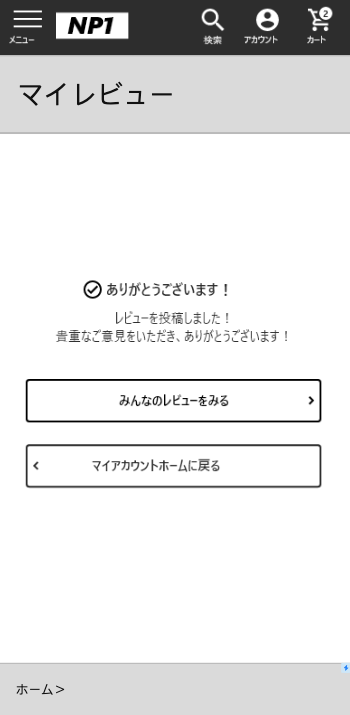 NP1
2
メニュー
検索
アカウント
カート
マイレビュー
ありがとうございます！
レビューを投稿しました！
貴重なご意見をいただき、ありがとうございます！
みんなのレビューをみる
マイアカウントホームに戻る
ホーム＞